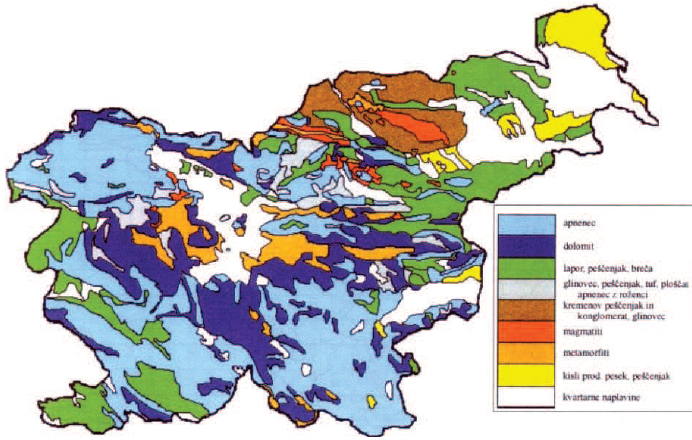 apnenec
dolomit
lapor, peščenjak, breča
glinovec, peščenjak, tuf, ploščat
apnenec z roženci
kremenov peščenjak in
konglomerat, glinovec
magmatiti
metamorfiti
kisli prod, pesek, peščenjak
kvartarne naplavine